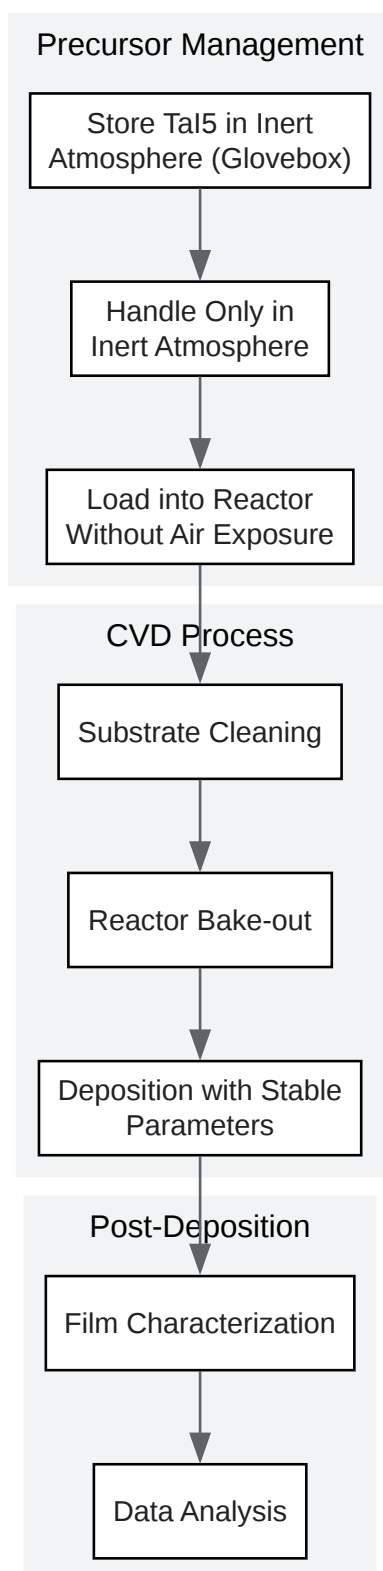 Precursor Management
Store TaI5 in Inert
Atmosphere (Glovebox)
Handle Only in
Inert Atmosphere
Load into Reactor
Without Air Exposure
CVD Process
Substrate Cleaning
Reactor Bake-out
Deposition with Stable
Parameters
Post-Deposition
Film Characterization
Data Analysis